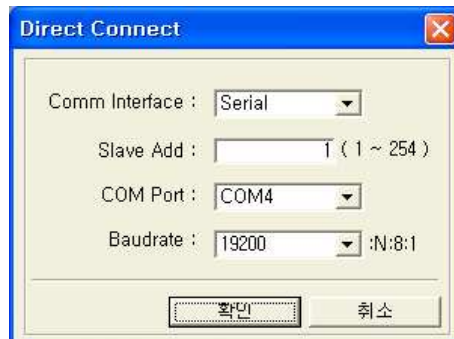 Direct Connect
Comm Interface : Serial
Slave Add : 1 ( 1 ~ 254 )
COM Port : COM4
Baudrate : 19200 :N:8:1
확인 취소